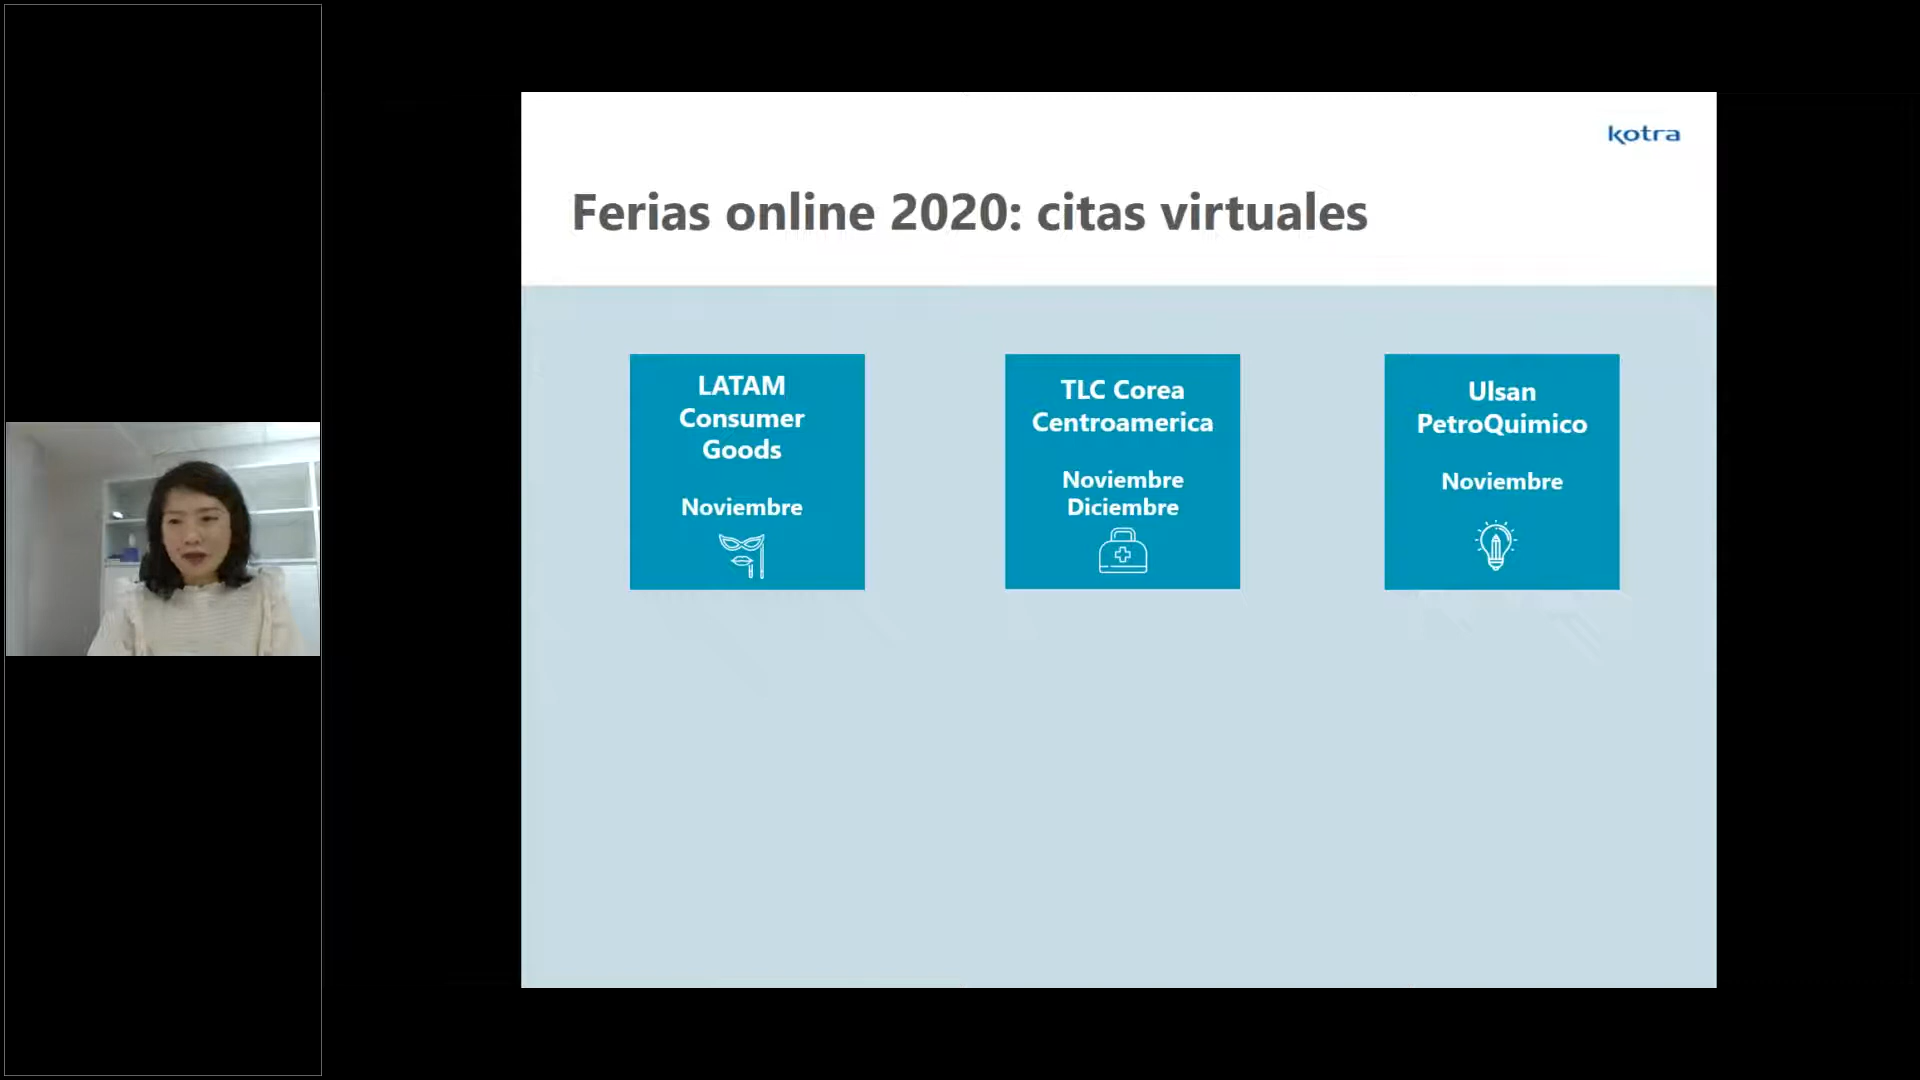 kotra
Ferias online 2020: citas virtuales
LATAM
Consumer
Goods
Noviembre
TLC Corea
Centroamerica
Noviembre
Diciembre
Ulsan
PetroQuimico
Noviembre